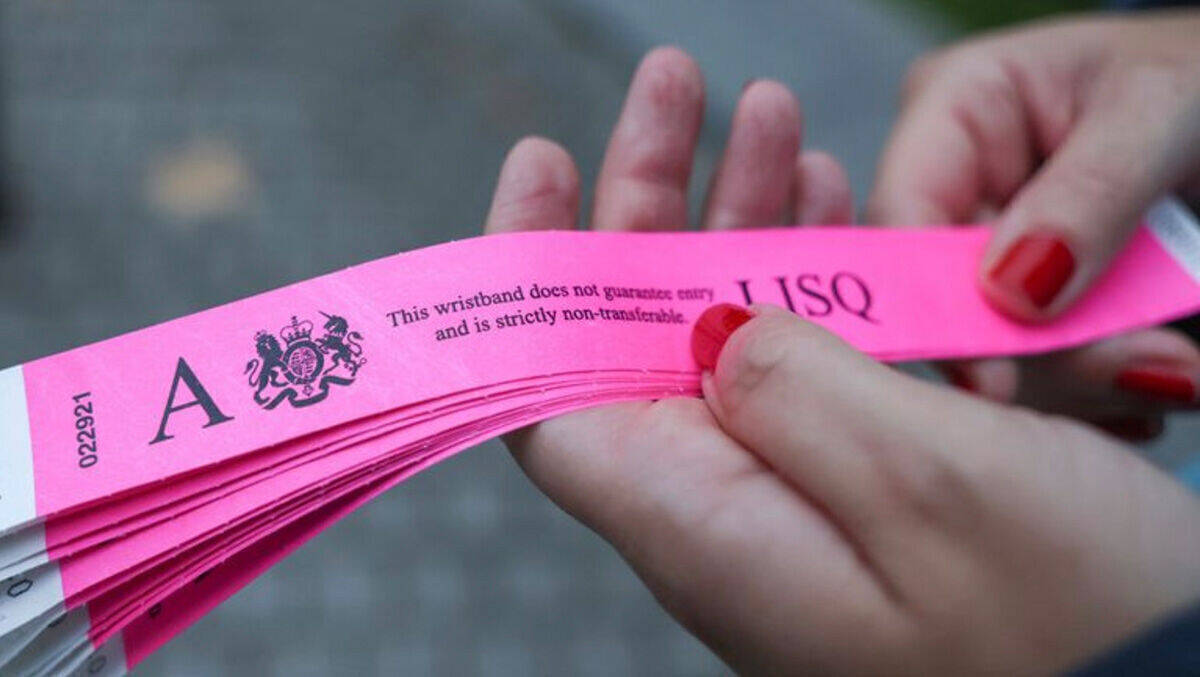 022921
A
This wristband does not guarantee entry
and is strictly non-transferable.
LISQ